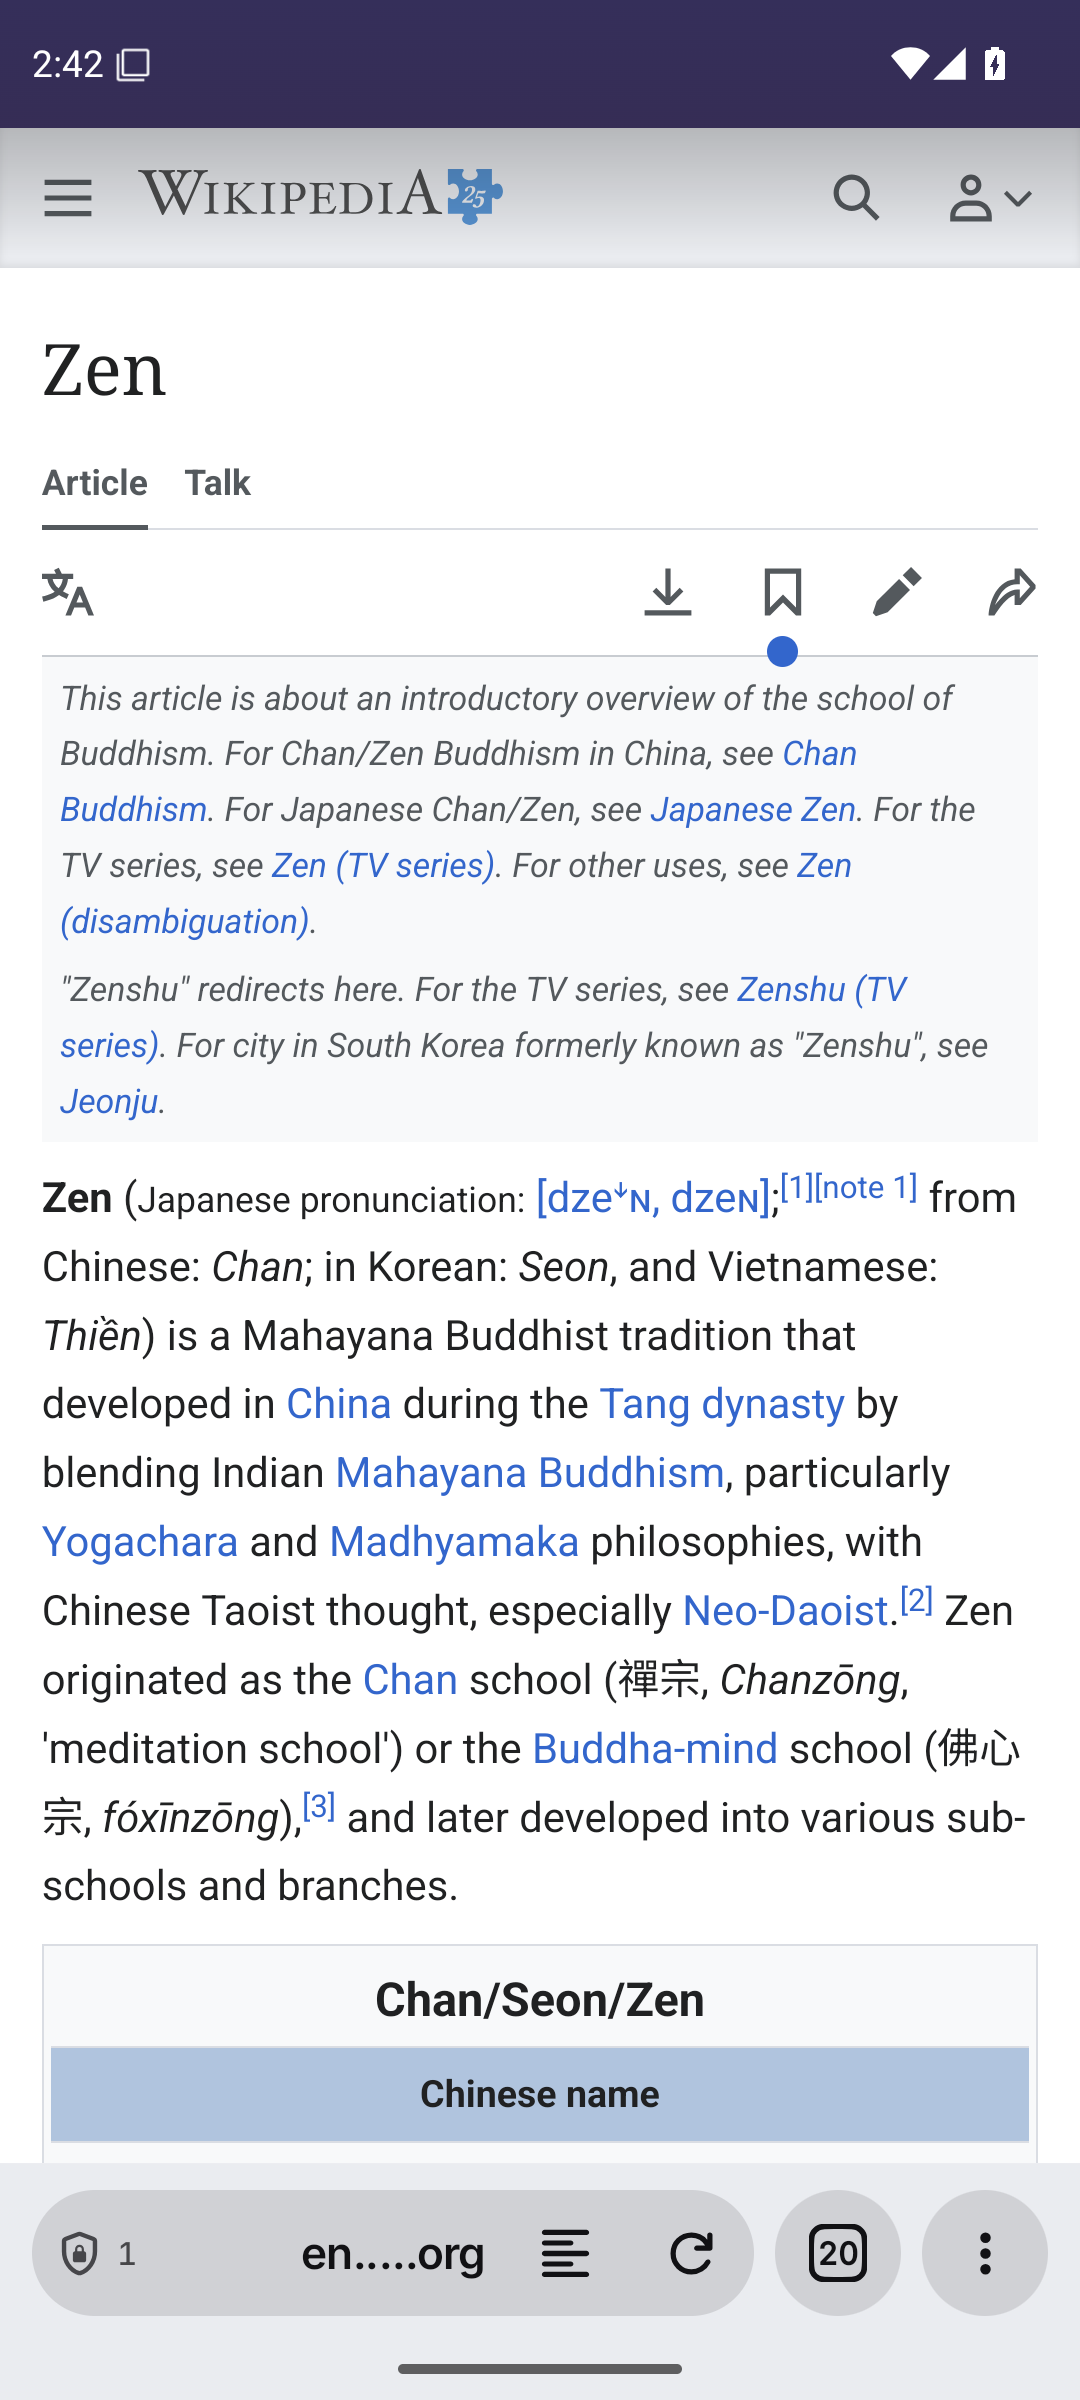 2:42
WIKIPEDIA 25
Zen
Article Talk
This article is about an introductory overview of the school of
Buddhism. For Chan/Zen Buddhism in China, see Chan
Buddhism. For Japanese Chan/Zen, see Japanese Zen. For the
TV series, see Zen (TV series). For other uses, see Zen
(disambiguation).
"Zenshu" redirects here. For the TV series, see Zenshu (TV
series). For city in South Korea formerly known as "Zenshu", see
Jeonju.
Zen (Japanese pronunciation: [dzeꜜɴ, dzeɴ];[1][note 1] from
Chinese: Chan; in Korean: Seon, and Vietnamese:
Thiền) is a Mahayana Buddhist tradition that
developed in China during the Tang dynasty by
blending Indian Mahayana Buddhism, particularly
Yogachara and Madhyamaka philosophies, with
Chinese Taoist thought, especially Neo-Daoist.[2] Zen
originated as the Chan school (禪宗, Chanzōng,
'meditation school') or the Buddha-mind school (佛心
宗, fóxīnzōng),[3] and later developed into various sub-
schools and branches.
Chan/Seon/Zen
Chinese name
1 en.....org 20